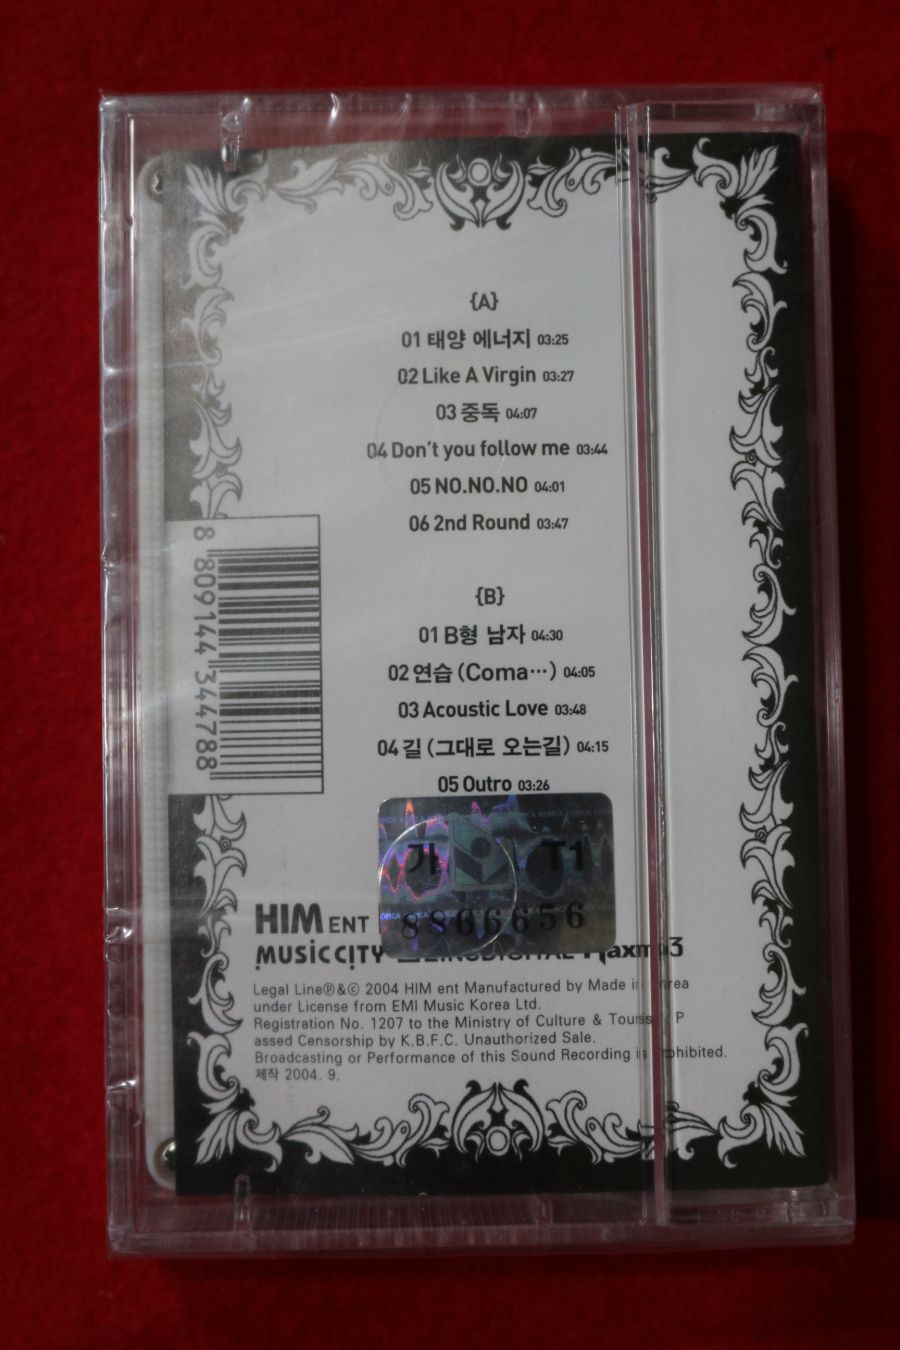 {A}
01 태양 에너지 03:25
02 Like A Virgin 03:27
03 중독 04:07
04 Don't you follow me 03:44
05 NO.NO.NO 04:01
06 2nd Round 03:47
{B}
01 B형 남자 04:30
02 연습 (Coma…) 04:05
03 Acoustic Love 03:48
04 길 (그대로 오는길) 04:15
05 Outro 03:26
8 809144 344788
가 T1
8866656
HIM ENT
MUSICCITY
Legal Line℗&© 2004 HIM ent Manufactured by Made in Korea
under License from EMI Music Korea Ltd.
Registration No. 1207 to the Ministry of Culture & P
assed Censorship by K.B.F.C. Unauthorized Sale.
Broadcasting or Performance of this Sound Recording is prohibited.
제작 2004. 9.